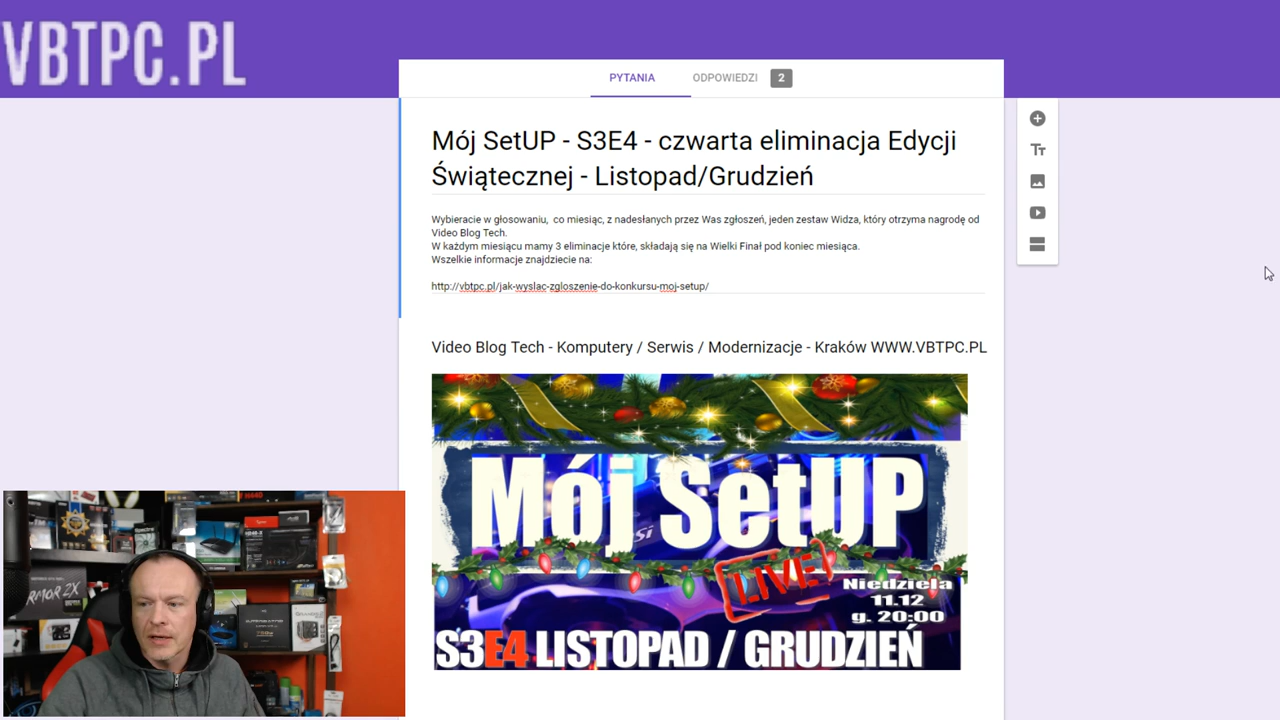 VBTPC.PL
PYTANIA
ODPOWIEDZI 2
Mój SetUP - S3E4 - czwarta eliminacja Edycji
Świątecznej - Listopad/Grudzień
Wybieracie w głosowaniu, co miesiąc, z nadesłanych przez Was zgłoszeń, jeden zestaw Widza, który otrzyma nagrodę od
Video Blog Tech.
W każdym miesiącu mamy 3 eliminacje które, składają się na Wielki Finał pod koniec miesiąca.
Wszelkie informacje znajdziecie na:
http://vbtpc.pl/jak-wyslac-zgloszenie-do-konkursu-moj-setup/
Video Blog Tech - Komputery / Serwis / Modernizacje - Kraków WWW.VBTPC.PL
Mój SetUP
LIVE
Niedziela
11.12
g. 20:00
S3E4 LISTOPAD / GRUDZIEŃ
H440